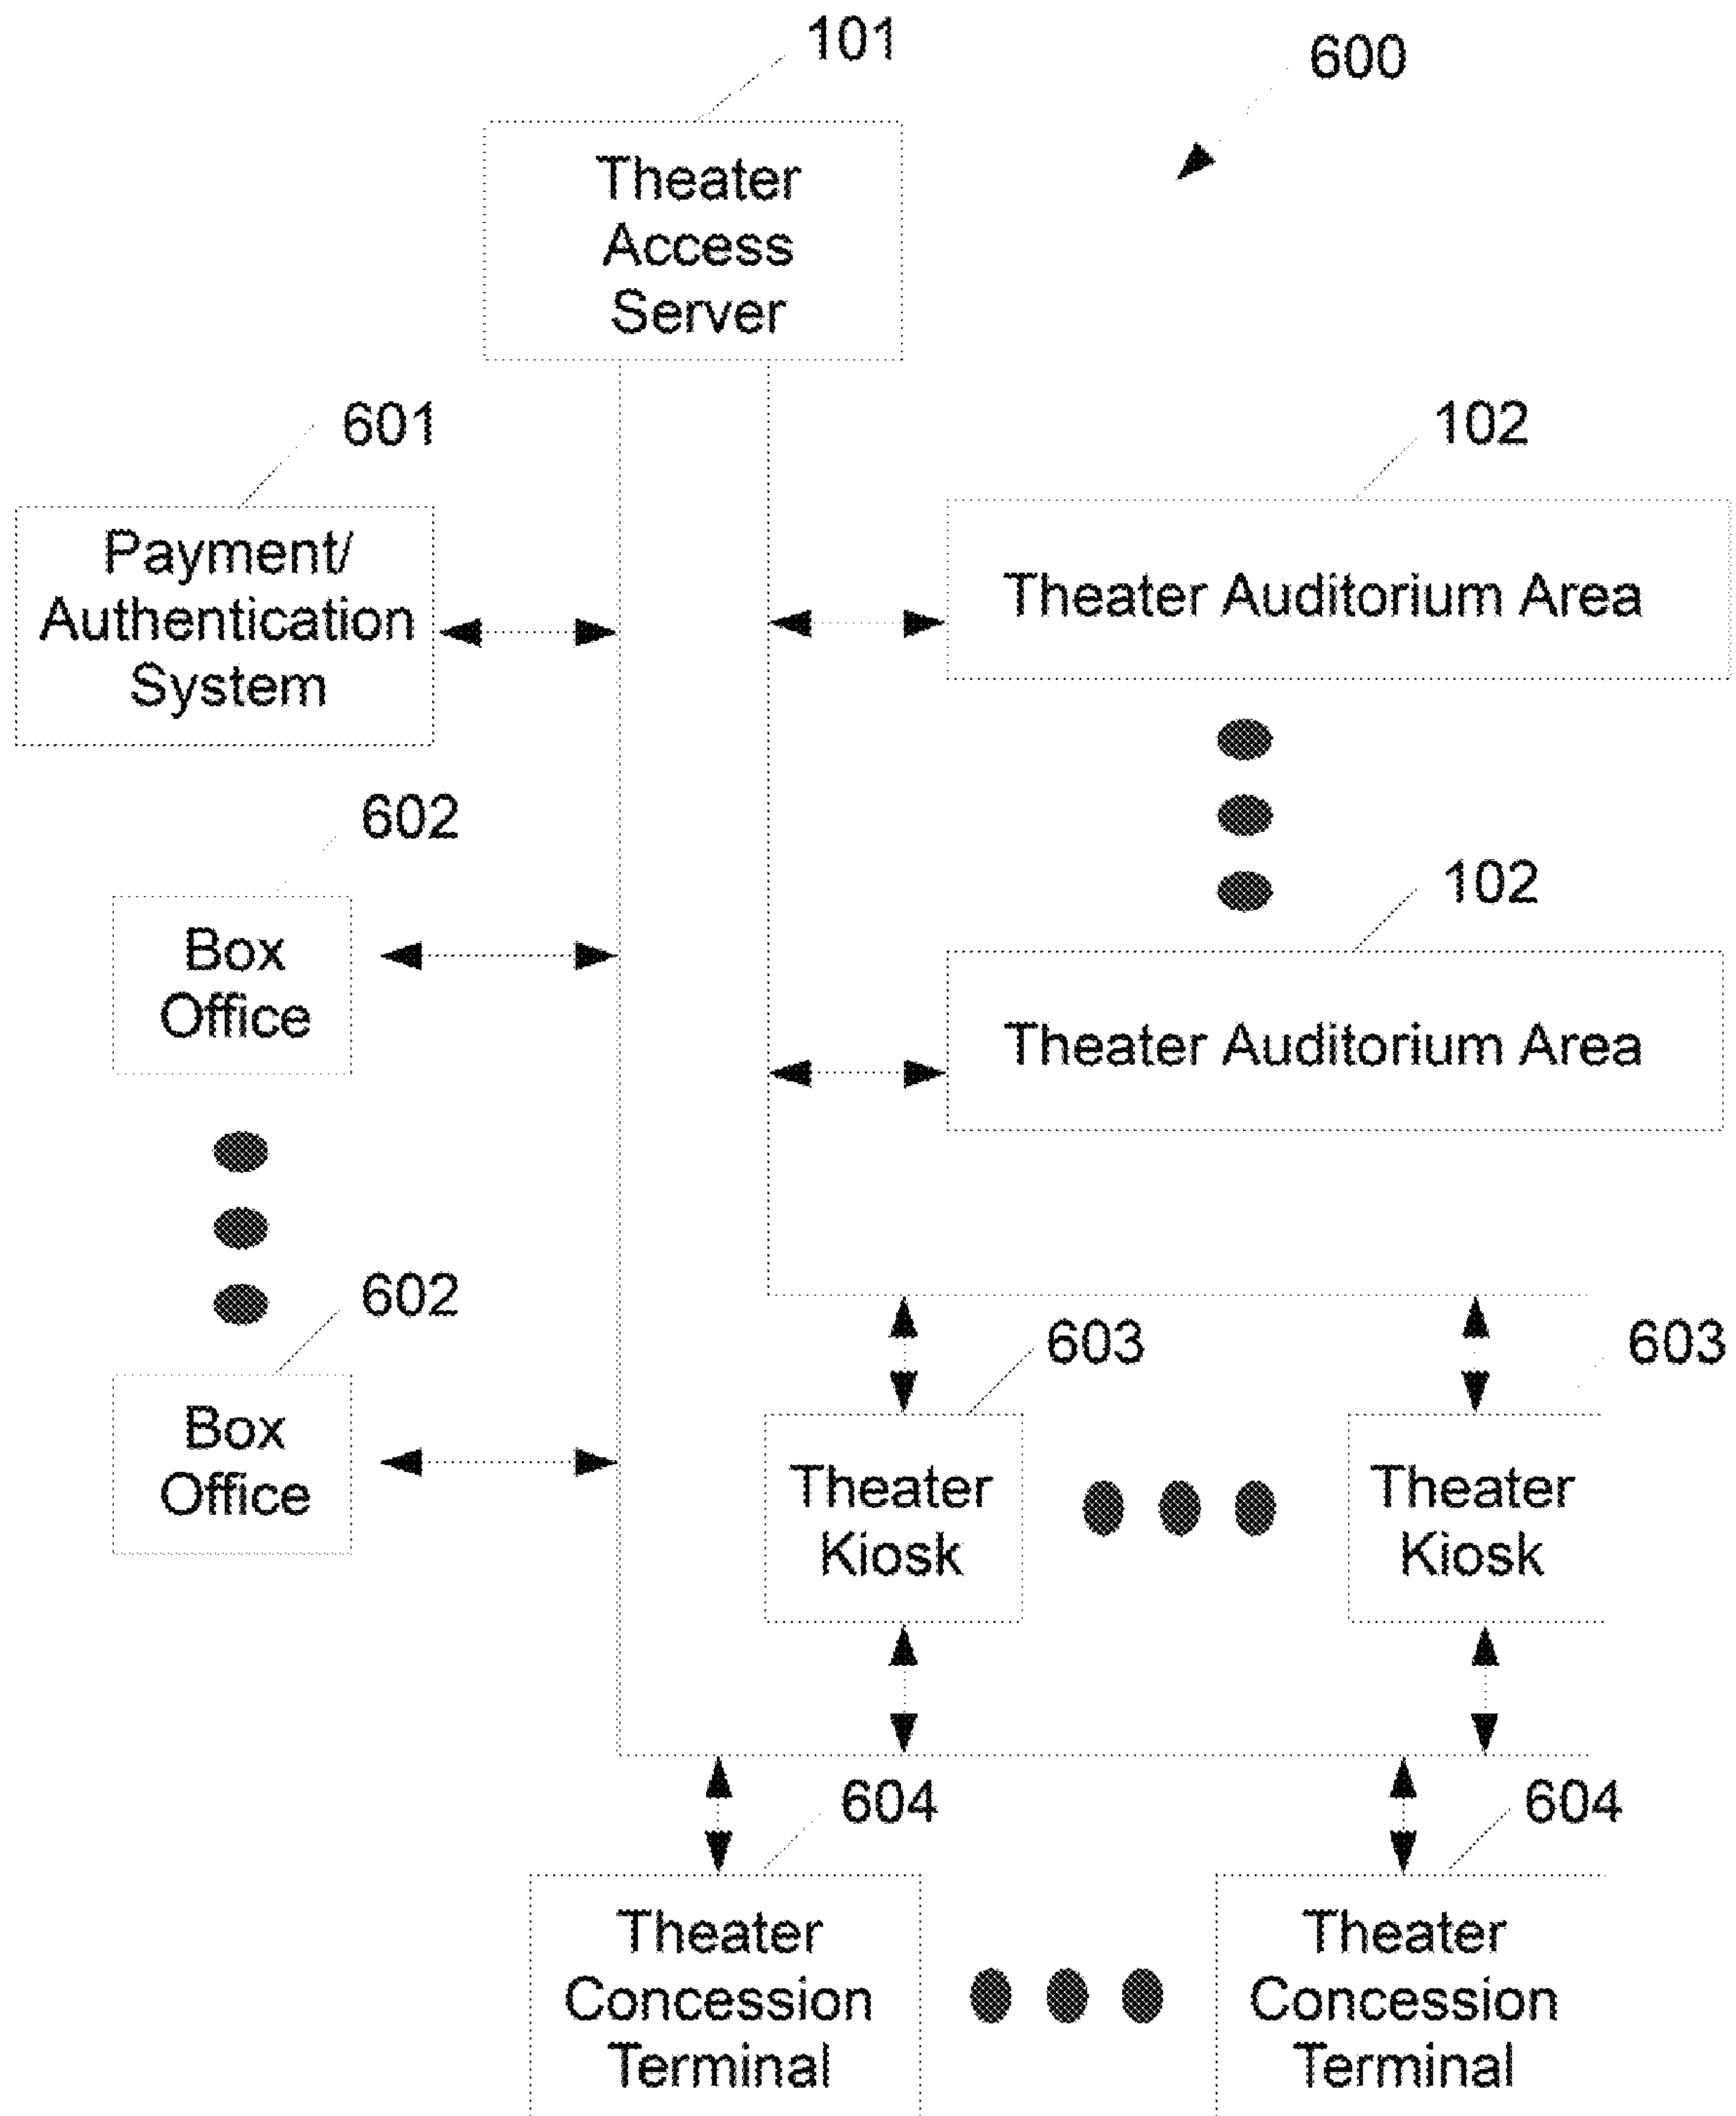 101
600
Theater
Access
Server
601
102
Payment/
Authentication
System
Theater Auditorium Area
602
102
Box
Office
Theater Auditorium Area
602
603
603
Box
Office
Theater
Kiosk
Theater
Kiosk
604
604
Theater
Concession
Terminal
Theater
Concession
Terminal